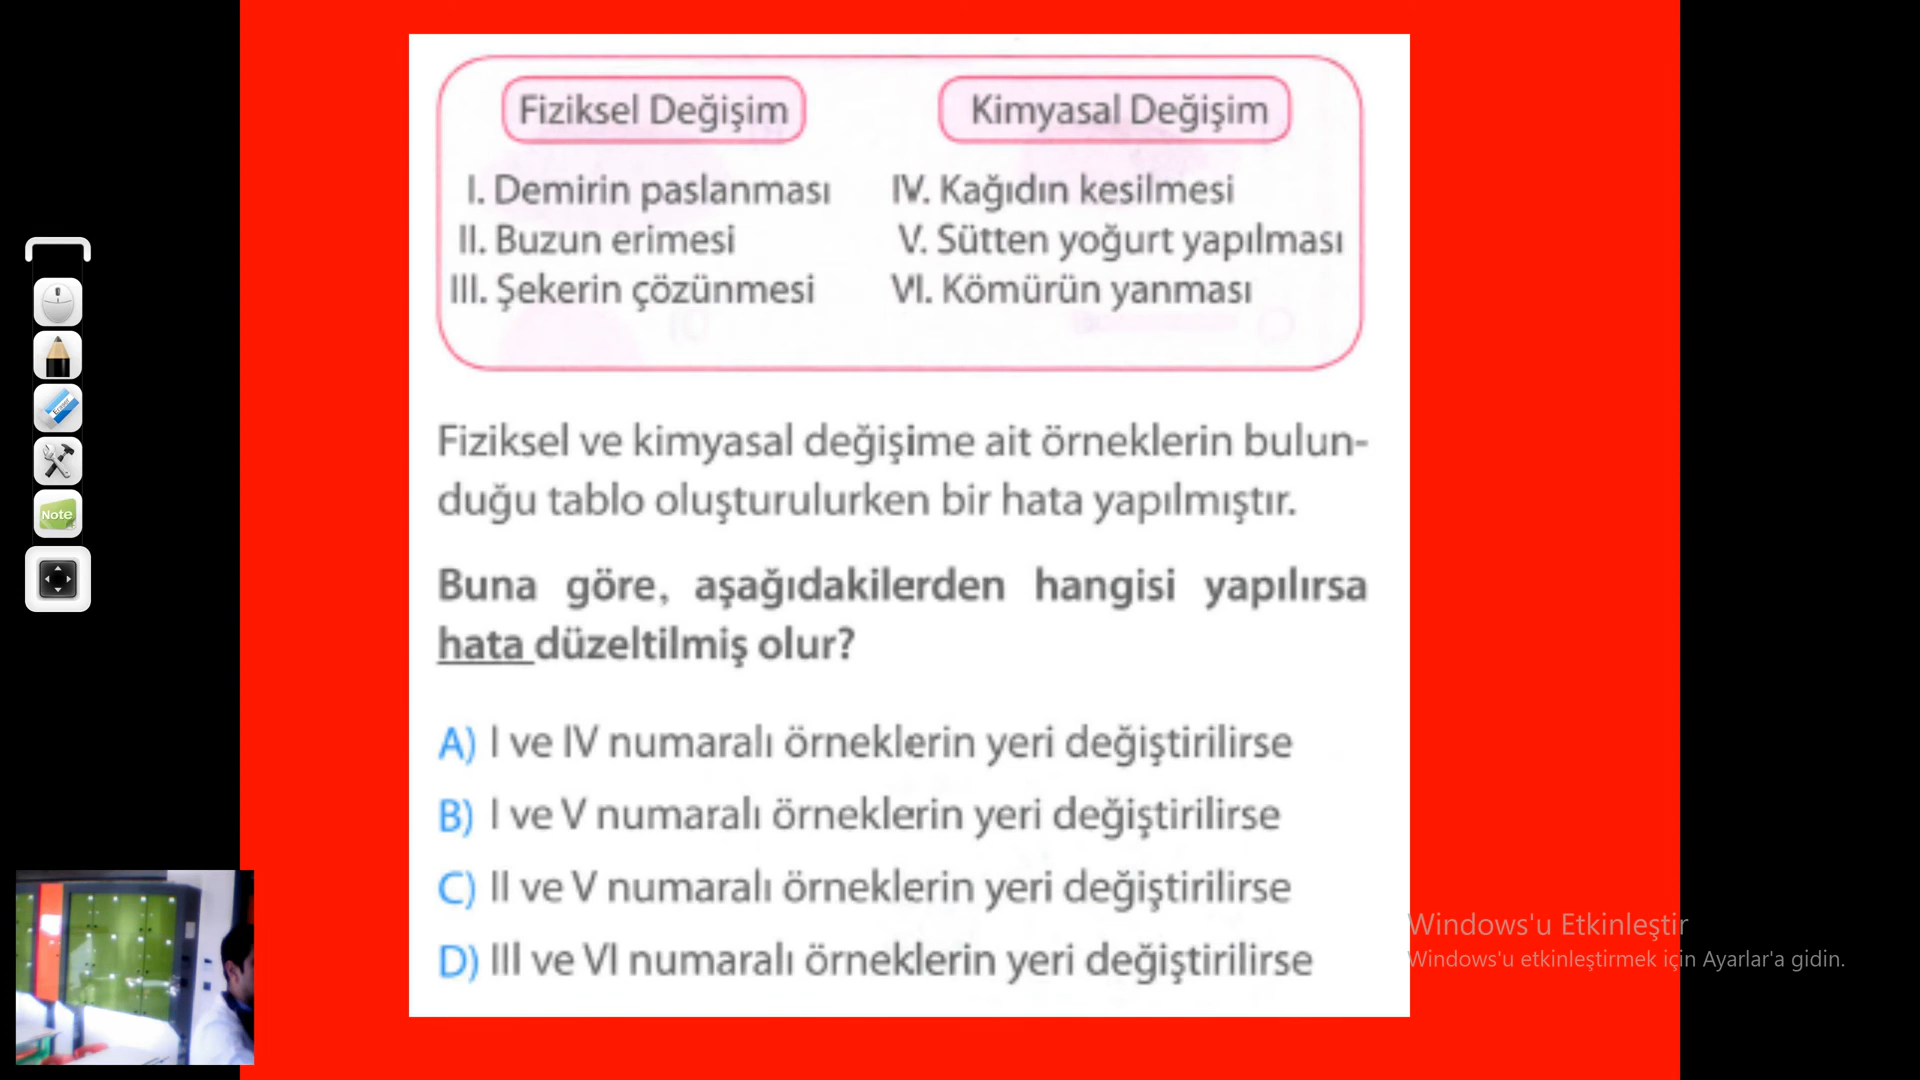 Fiziksel Değişim
Kimyasal Değişim
I. Demirin paslanması
II. Buzun erimesi
III. Şekerin çözünmesi
IV. Kağıdın kesilmesi
V. Sütten yoğurt yapılması
VI. Kömürün yanması
Fiziksel ve kimyasal değişime ait örneklerin bulun-
duğu tablo oluşturulurken bir hata yapılmıştır.
Buna göre, aşağıdakilerden hangisi yapılırsa
hata düzeltilmiş olur?
A) I ve IV numaralı örneklerin yeri değiştirilirse
B) I ve V numaralı örneklerin yeri değiştirilirse
C) II ve V numaralı örneklerin yeri değiştirilirse
D) III ve VI numaralı örneklerin yeri değiştirilirse
Note
Windows'u Etkinleştir
Windows'u etkinleştirmek için Ayarlar'a gidin.